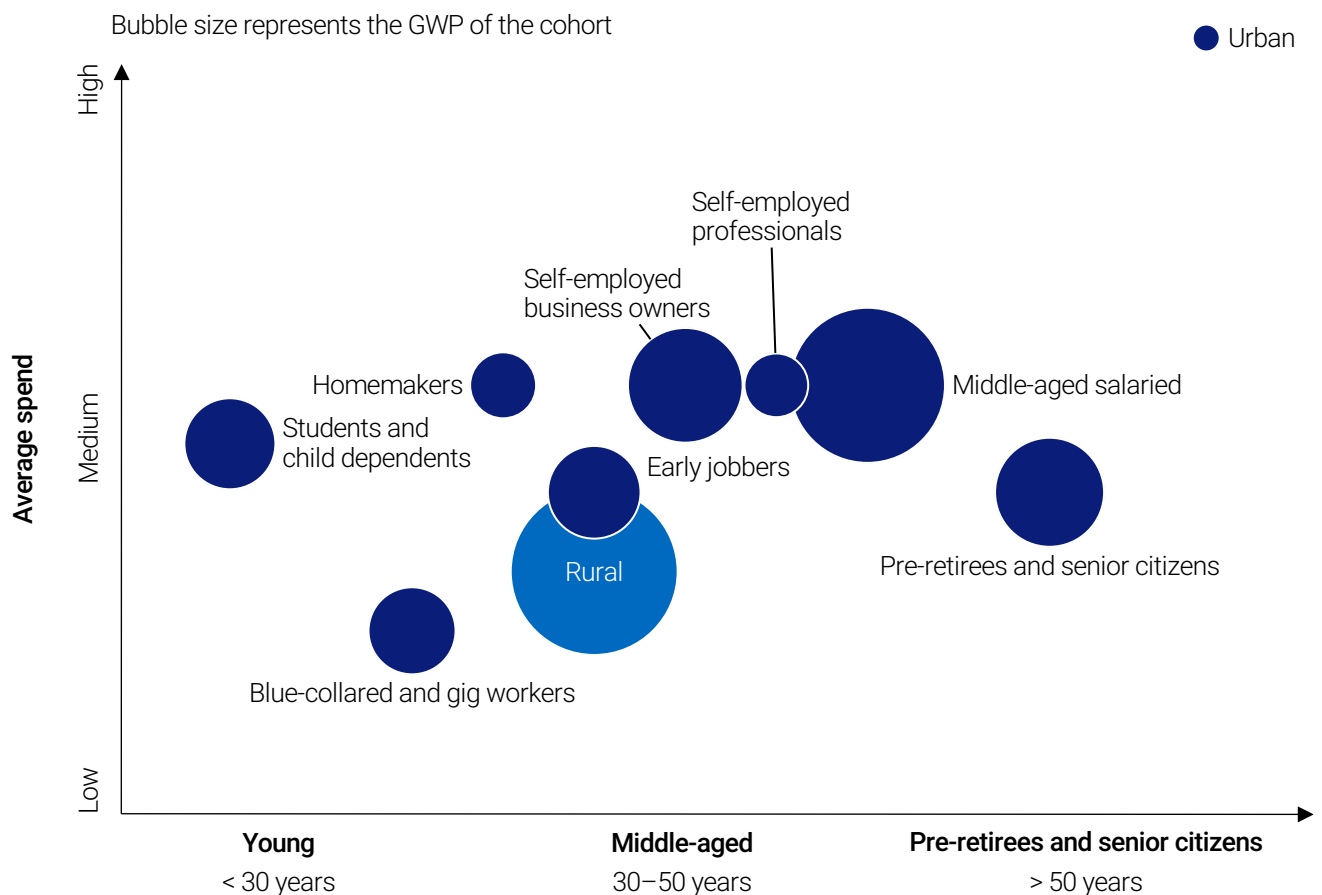 Bubble size represents the GWP of the cohort
Urban
High
Medium
Low
Average spend
Self-employed
professionals
Self-employed
business owners
Homemakers
Middle-aged salaried
Students and
child dependents
Early jobbers
Rural
Pre-retirees and senior citizens
Blue-collared and gig workers
Young
Middle-aged
Pre-retirees and senior citizens
< 30 years
30–50 years
> 50 years